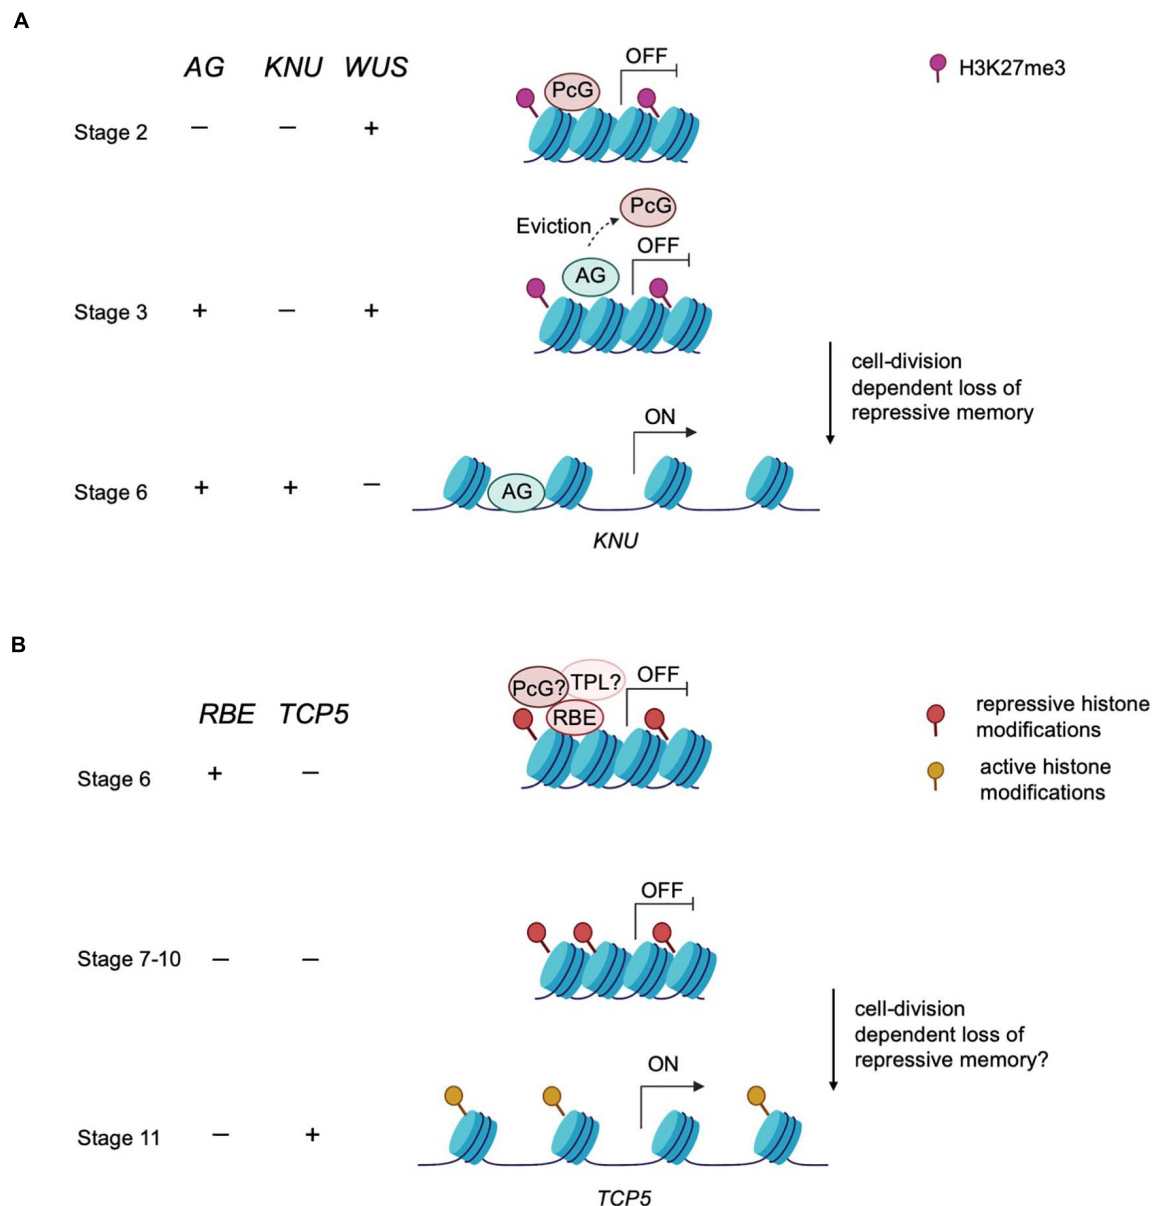 A
AG KNU WUS
OFF
PcG
H3K27me3
Stage 2 – – +
PcG
Eviction
OFF
AG
Stage 3 + – +
cell-division
dependent loss of
repressive memory
ON
Stage 6 + + –
AG
KNU
B
RBE TCP5
PcG? TPL? OFF
RBE
repressive histone
modifications
active histone
modifications
Stage 6 + –
OFF
Stage 7-10 – –
cell-division
dependent loss of
repressive memory?
ON
Stage 11 – +
TCP5